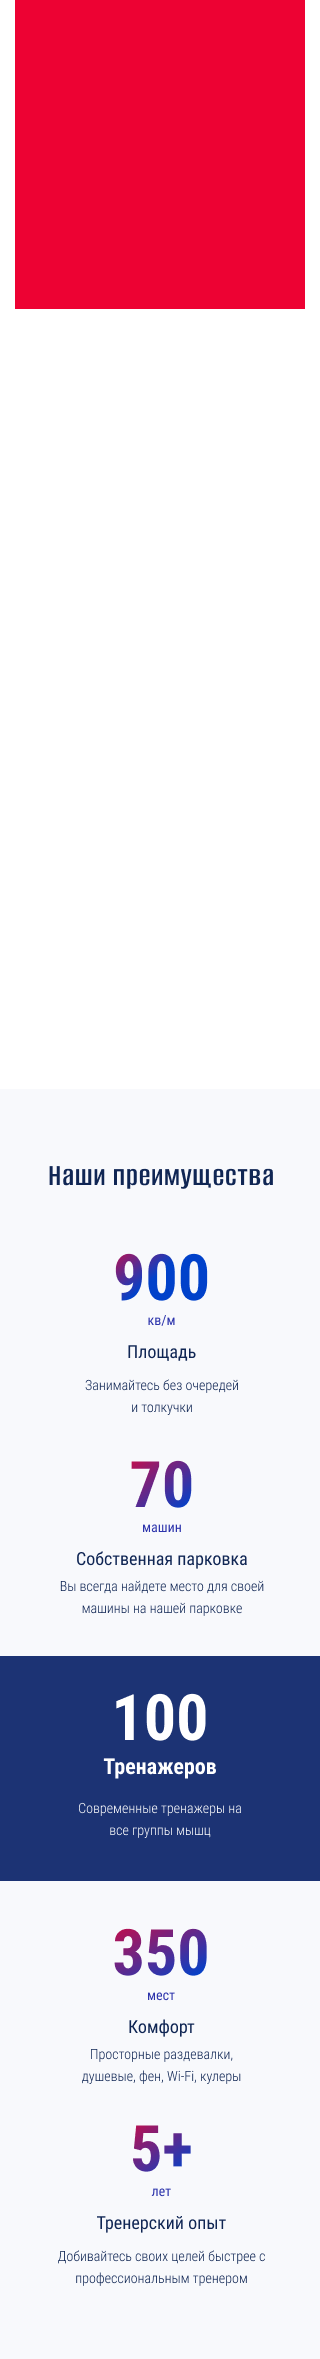 Наши преимущества
900
кв/м
Площадь
Занимайтесь без очередей
и толкучки
70
машин
Собственная парковка
Вы всегда найдете место для своей
машины на нашей парковке
100
Тренажеров
Современные тренажеры на
все группы мышц
350
мест
Комфорт
Просторные раздевалки,
душевые, фен, Wi-Fi, кулеры
5+
лет
Тренерский опыт
Добивайтесь своих целей быстрее с
профессиональным тренером